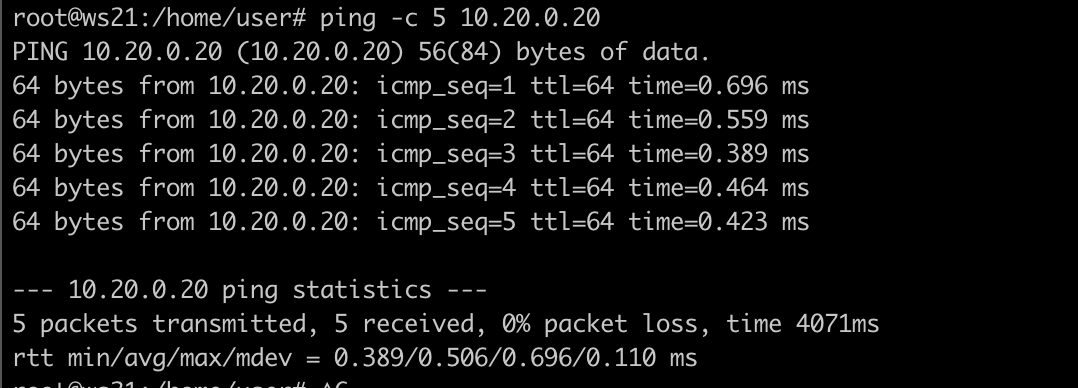 root@ws21:/home/user# ping -c 5 10.20.0.20
PING 10.20.0.20 (10.20.0.20) 56(84) bytes of data.
64 bytes from 10.20.0.20: icmp_seq=1 ttl=64 time=0.696 ms
64 bytes from 10.20.0.20: icmp_seq=2 ttl=64 time=0.559 ms
64 bytes from 10.20.0.20: icmp_seq=3 ttl=64 time=0.389 ms
64 bytes from 10.20.0.20: icmp_seq=4 ttl=64 time=0.464 ms
64 bytes from 10.20.0.20: icmp_seq=5 ttl=64 time=0.423 ms
--- 10.20.0.20 ping statistics ---
5 packets transmitted, 5 received, 0% packet loss, time 4071ms
rtt min/avg/max/mdev = 0.389/0.506/0.696/0.110 ms
root@ws21:/home/user# ^C